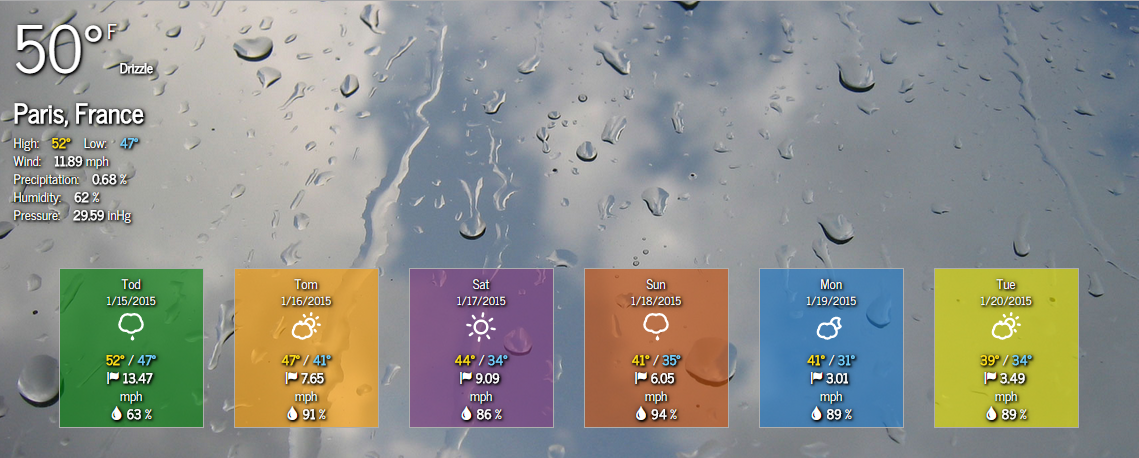 50° F
Drizzle
Paris, France
High: 52° Low: 47°
Wind: 11.89 mph
Precipitation: 0.68 %
Humidity: 62 %
Pressure: 29.59 inHg
Tod
1/15/2015
52° / 47°
13.47
mph
63 %
Tom
1/16/2015
47° / 41°
7.65
mph
91 %
Sat
1/17/2015
44° / 34°
9.09
mph
86 %
Sun
1/18/2015
41° / 35°
6.05
mph
94 %
Mon
1/19/2015
41° / 31°
3.01
mph
89 %
Tue
1/20/2015
39° / 34°
3.49
mph
89 %